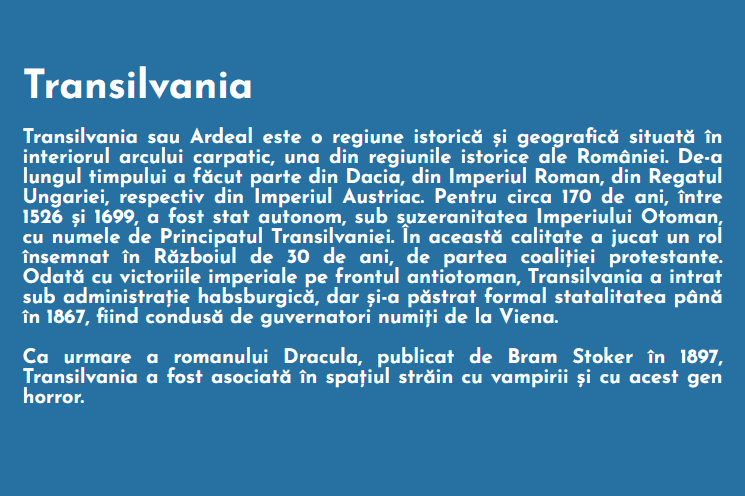 Transilvania
Transilvania sau Ardeal este o regiune istorică și geografică situată în
interiorul arcului carpatic, una din regiunile istorice ale României. De-a
lungul timpului a făcut parte din Dacia, din Imperiul Roman, din Regatul
Ungariei, respectiv din Imperiul Austriac. Pentru circa 170 de ani, între
1526 și 1699, a fost stat autonom, sub suzeranitatea Imperiului Otoman,
cu numele de Principatul Transilvaniei. În această calitate a jucat un rol
însemnat în Războiul de 30 de ani, de partea coaliției protestante.
Odată cu victoriile imperiale pe frontul antiotoman, Transilvania a intrat
sub administrație habsburgică, dar și-a păstrat formal statalitatea până
în 1867, fiind condusă de guvernatori numiți de la Viena.
Ca urmare a romanului Dracula, publicat de Bram Stoker în 1897,
Transilvania a fost asociată în spațiul străin cu vampirii și cu acest gen
horror.